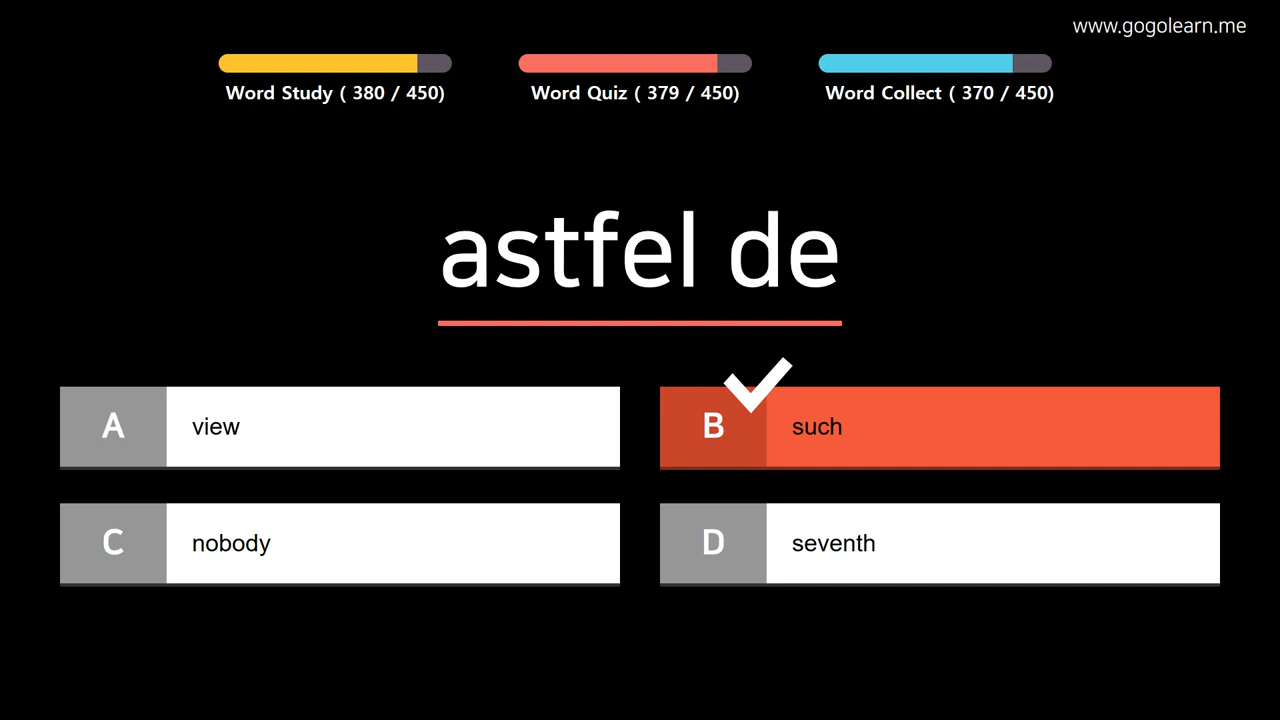 www.gogolearn.me
Word Study ( 380 / 450)
Word Quiz ( 379 / 450)
Word Collect ( 370 / 450)
astfel de
A view
B such
C nobody
D seventh